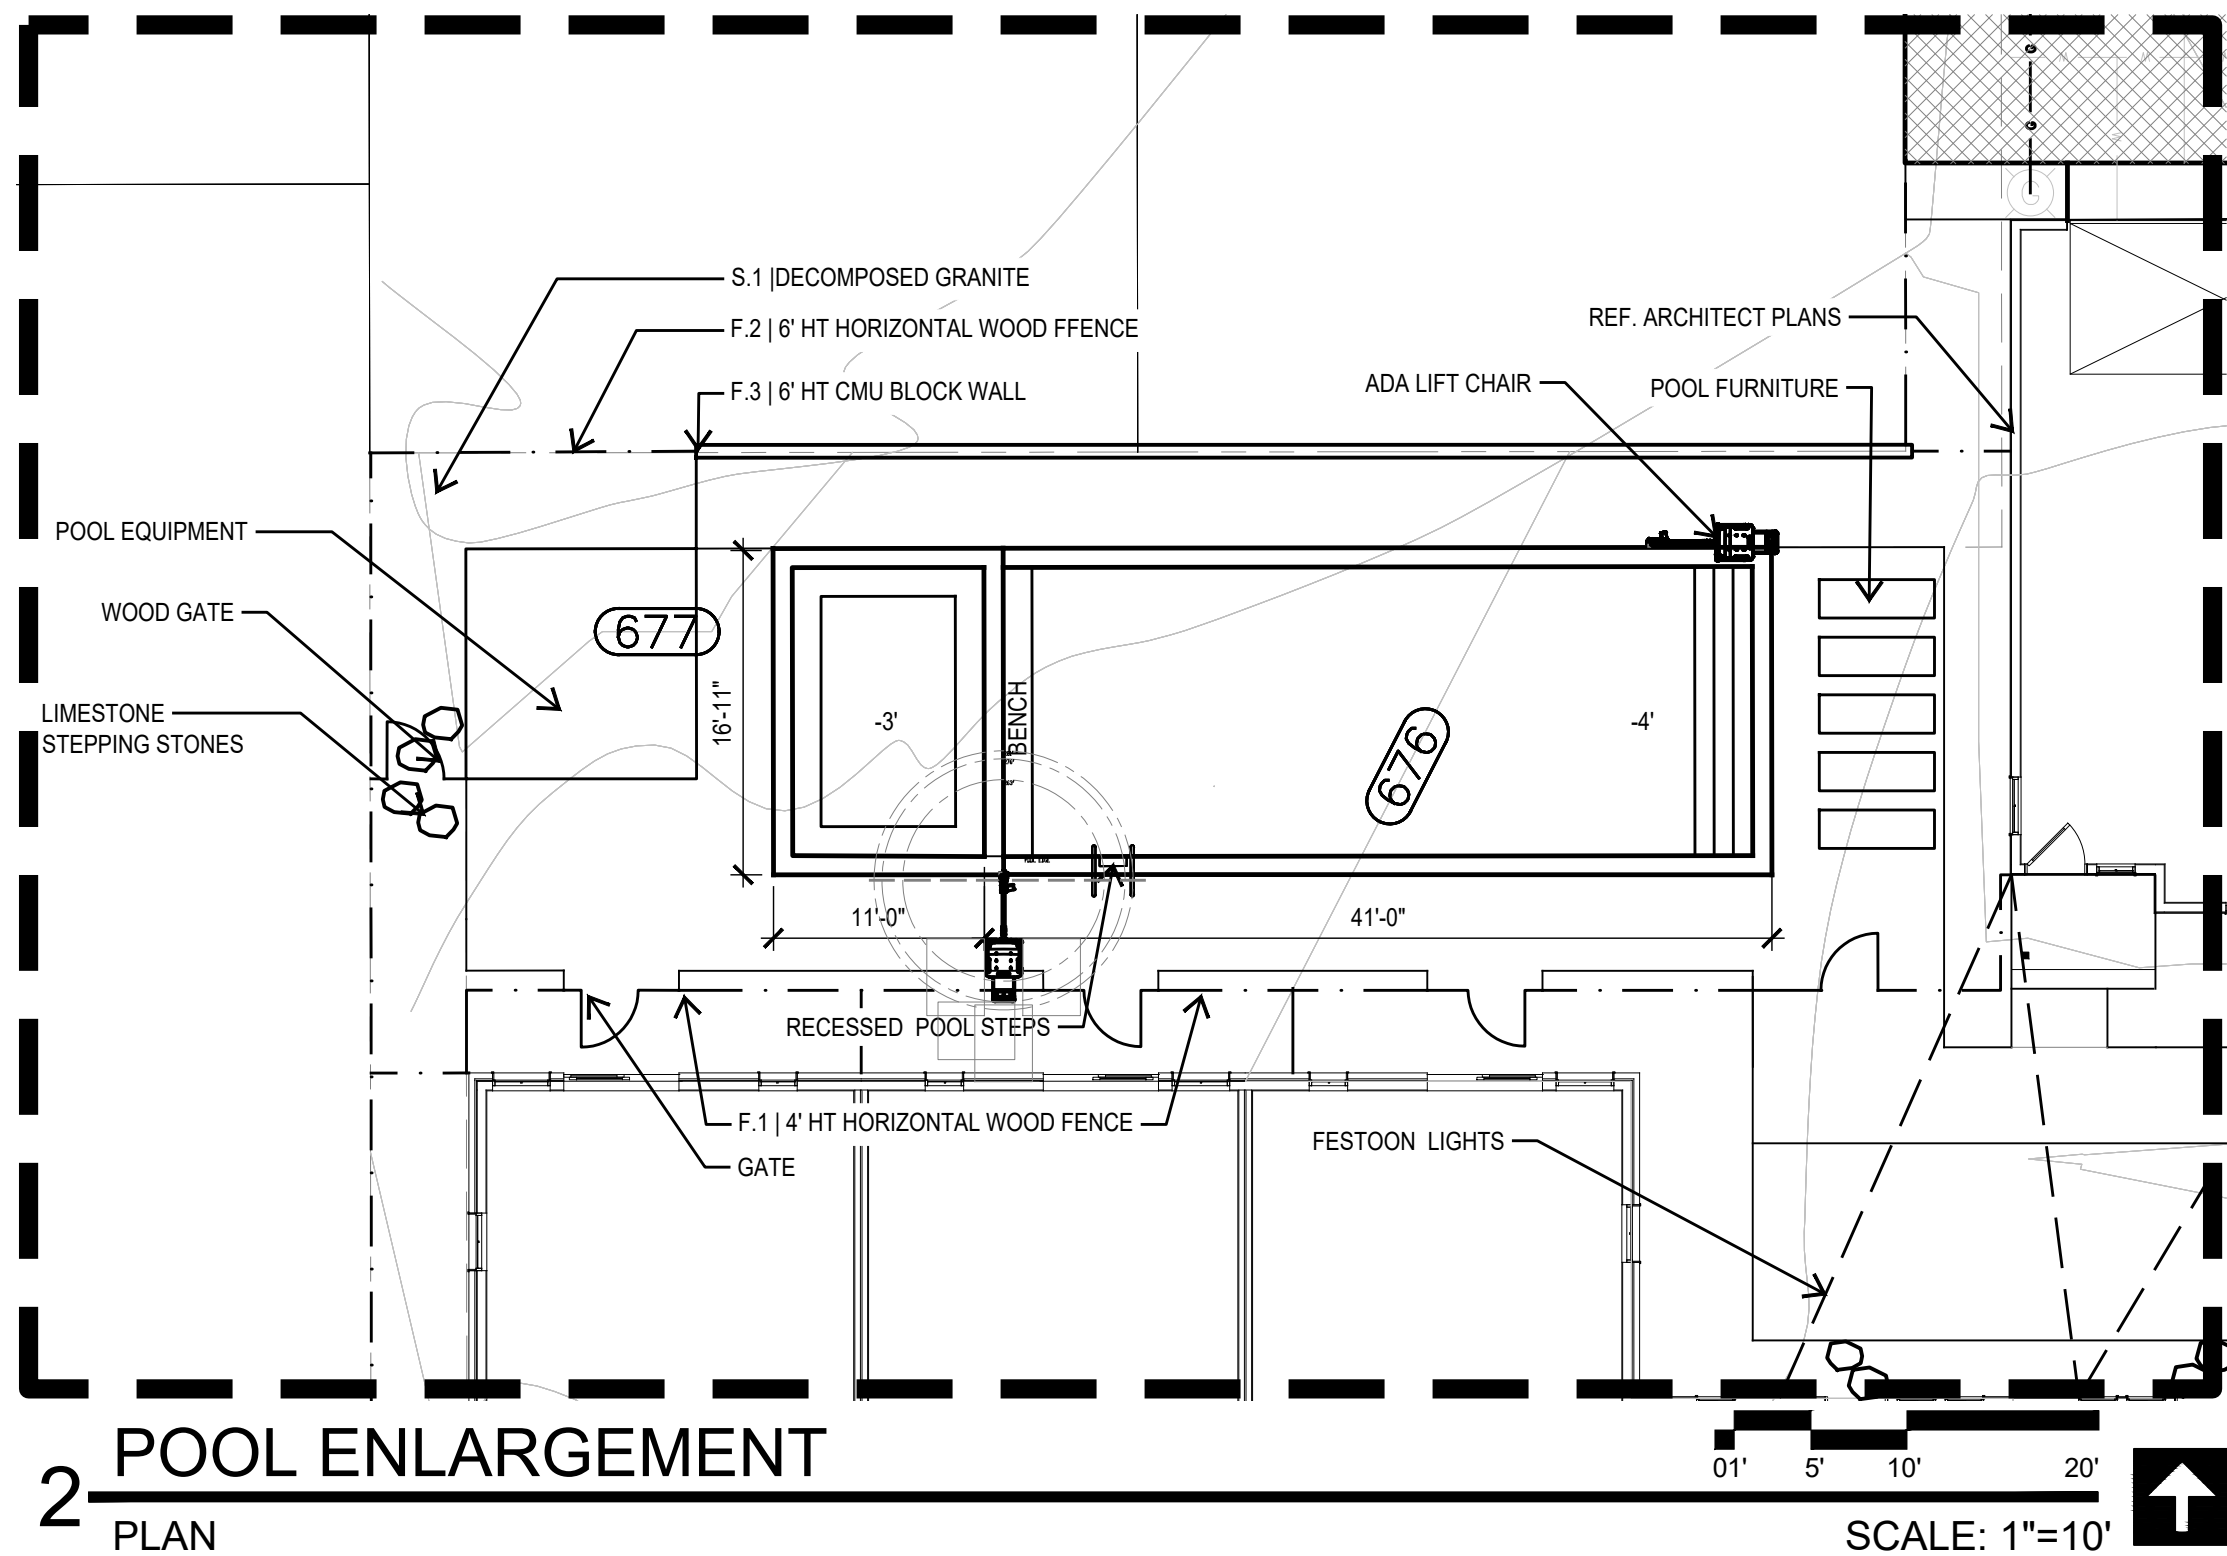 G
G
W
W
W
G
S.1 |DECOMPOSED GRANITE
F.2 | 6' HT HORIZONTAL WOOD FFENCE
F.3 | 6' HT CMU BLOCK WALL
REF. ARCHITECT PLANS
ADA LIFT CHAIR
POOL FURNITURE
POOL EQUIPMENT
WOOD GATE
LIMESTONE
STEPPING STONES
677
16'-11"
-3'
BENCH
676
-4'
11'-0"
41'-0"
RECESSED POOL STEPS
F.1 | 4' HT HORIZONTAL WOOD FENCE
GATE
FESTOON LIGHTS
2
POOL ENLARGEMENT
PLAN
01' 5' 10' 20'
SCALE: 1"=10'